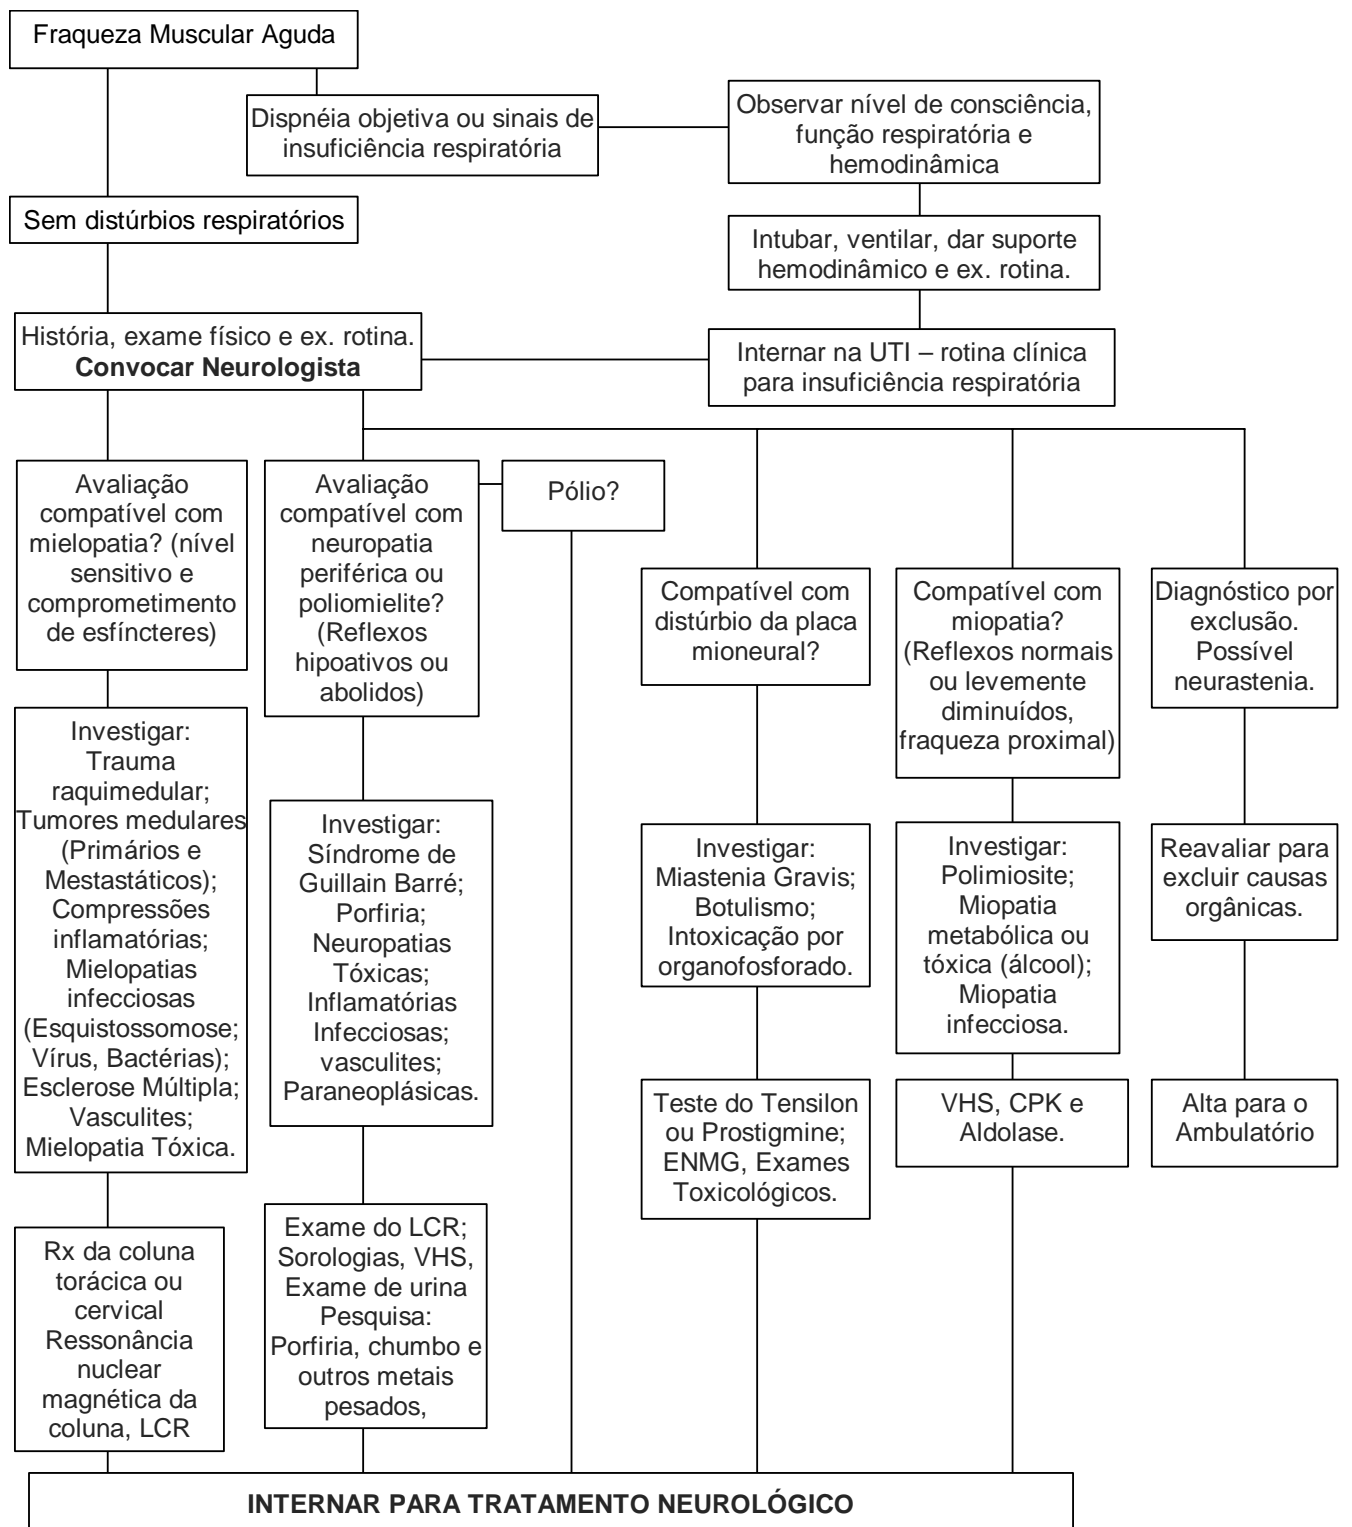 Fraqueza Muscular Aguda
Dispnéia objetiva ou sinais de
insuficiência respiratória
Observar nível de consciência,
função respiratória e
hemodinâmica
Sem distúrbios respiratórios
Intubar, ventilar, dar suporte
hemodinâmico e ex. rotina.
História, exame físico e ex. rotina.
Convocar Neurologista
Internar na UTI – rotina clínica
para insuficiência respiratória
Avaliação
compatível com
mielopatia? (nível
sensitivo e
comprometimento
de esfíncteres)
Avaliação
compatível com
neuropatia
periférica ou
poliomielite?
(Reflexos
hipoativos ou
abolidos)
Pólio?
Compatível com
distúrbio da placa
mioneural?
Compatível com
miopatia?
(Reflexos normais
ou levemente
diminuídos,
fraqueza proximal)
Diagnóstico por
exclusão.
Possível
neurastenia.
Investigar:
Trauma
raquimedular;
Tumores medulares
(Primários e
Mestastáticos);
Compressões
inflamatórias;
Mielopatias
infecciosas
(Esquistossomose;
Vírus, Bactérias);
Esclerose Múltipla;
Vasculites;
Mielopatia Tóxica.
Investigar:
Síndrome de
Guillain Barré;
Porfiria;
Neuropatias
Tóxicas;
Inflamatórias
Infecciosas;
vasculites;
Paraneoplásicas.
Investigar:
Miastenia Gravis;
Botulismo;
Intoxicação por
organofosforado.
Investigar:
Polimiosite;
Miopatia
metabólica ou
tóxica (álcool);
Miopatia
infecciosa.
Reavaliar para
excluir causas
orgânicas.
Teste do Tensilon
ou Prostigmine;
ENMG, Exames
Toxicológicos.
VHS, CPK e
Aldolase.
Alta para o
Ambulatório
Rx da coluna
torácica ou
cervical
Ressonância
nuclear
magnética da
coluna, LCR
Exame do LCR;
Sorologias, VHS,
Exame de urina
Pesquisa:
Porfiria, chumbo e
outros metais
pesados,
INTERNAR PARA TRATAMENTO NEUROLÓGICO